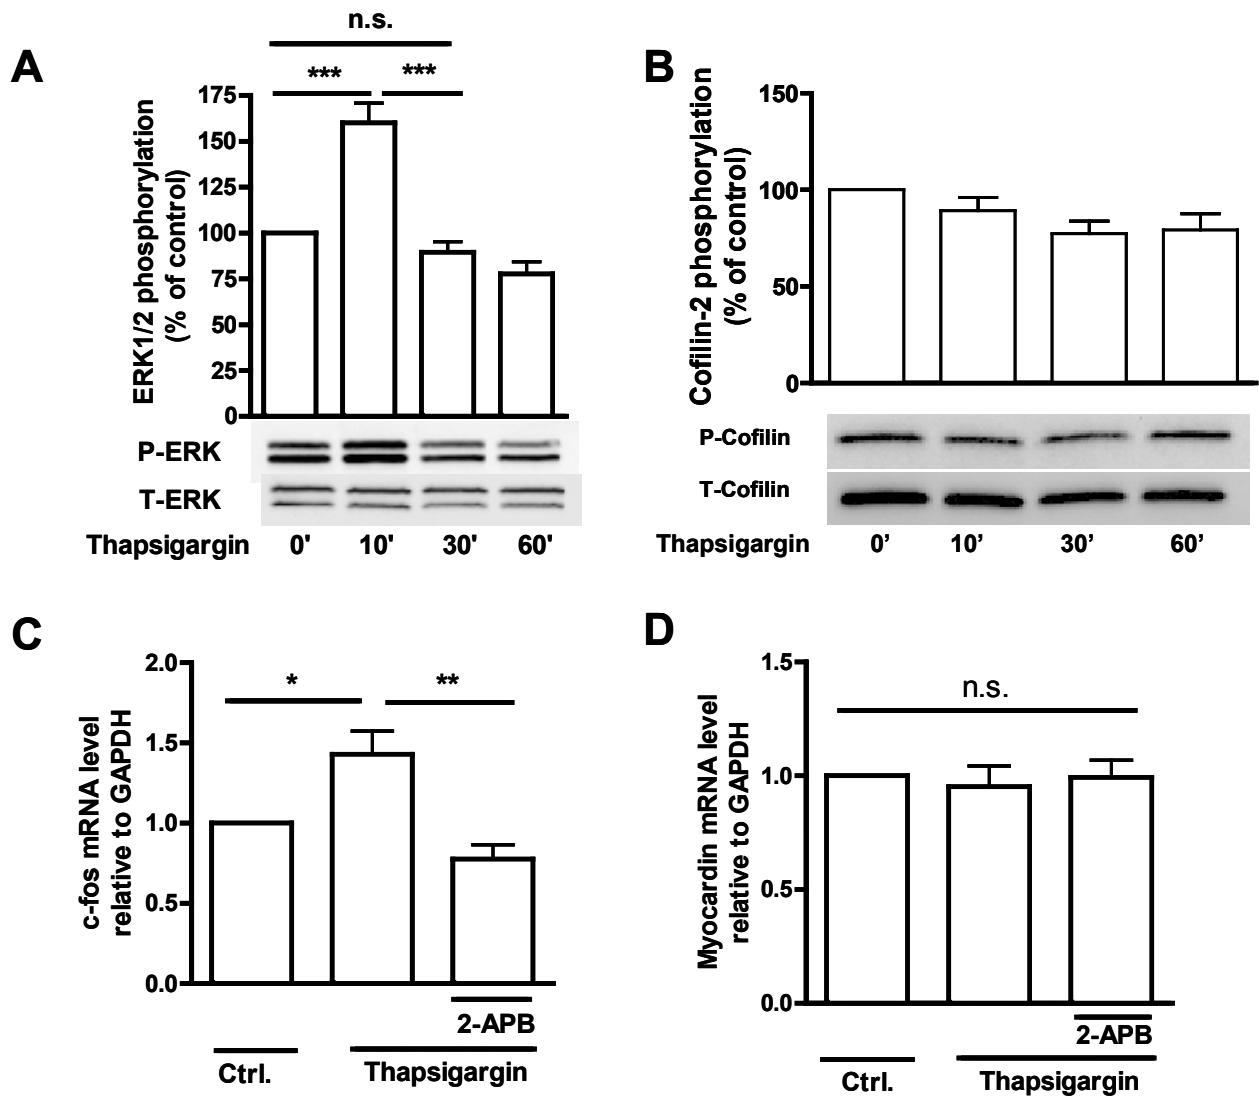 A
n.s.
***
***
ERK1/2 phosphorylation
(% of control)
175
150
125
100
75
50
25
0
P-ERK
T-ERK
Thapsigargin 0' 10' 30' 60'
B
Cofilin-2 phosphorylation
(% of control)
150
100
50
0
P-Cofilin
T-Cofilin
Thapsigargin 0’ 10’ 30’ 60’
C
c-fos mRNA level
relative to GAPDH
2.0
1.5
1.0
0.5
0.0
*
**
2-APB
Ctrl.
Thapsigargin
D
Myocardin mRNA level
relative to GAPDH
1.5
1.0
0.5
0.0
n.s.
2-APB
Ctrl.
Thapsigargin